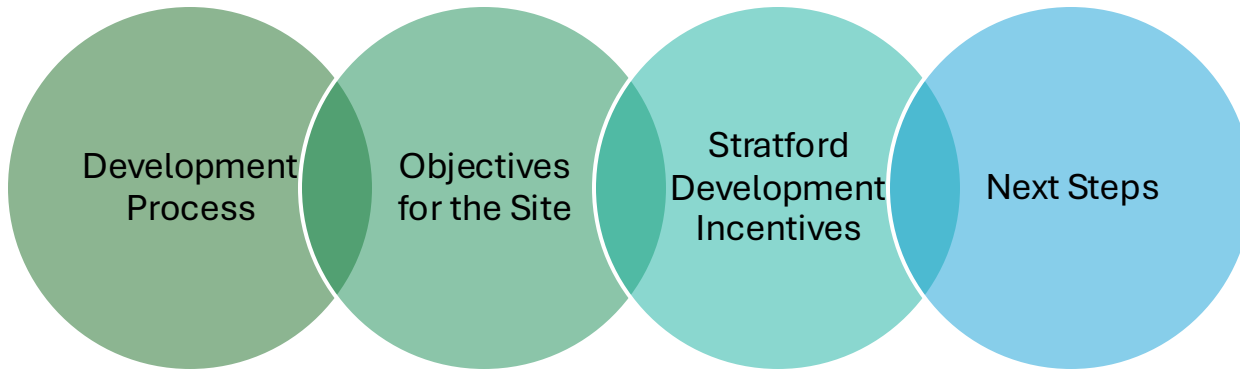 Development
Process
Objectives
for the Site
Stratford
Development
Incentives
Next Steps